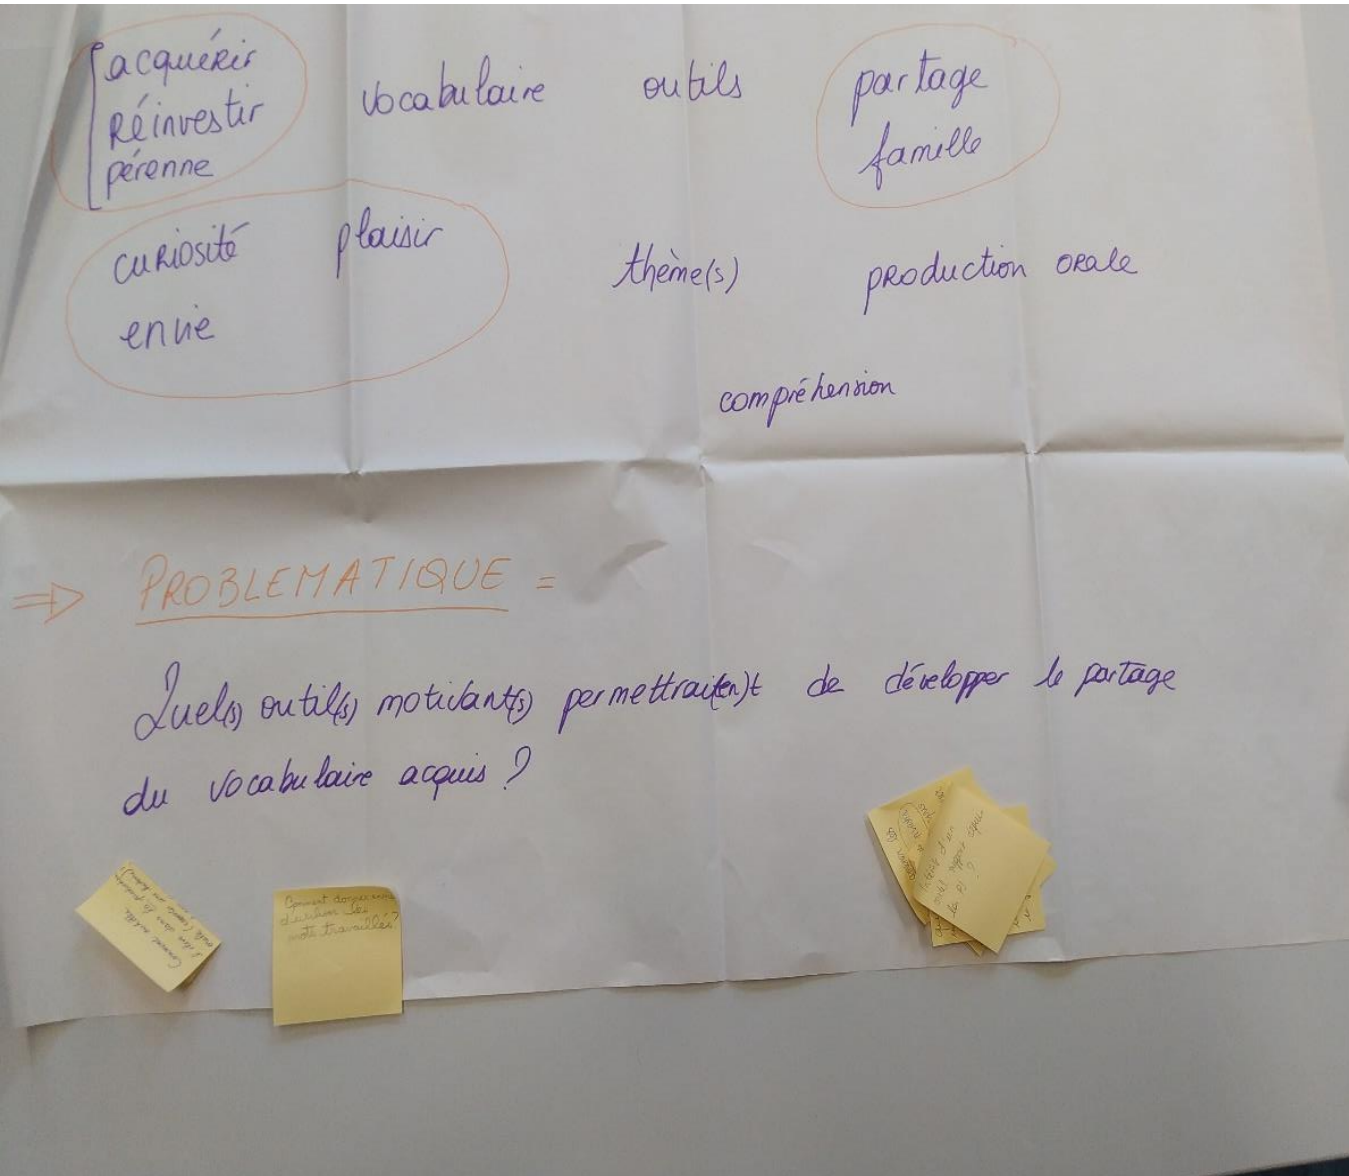 acquérir
réinvestir
pérenne
vocabulaire
outils
partage
famille
curiosité plaisir
envie
thème(s)
production orale
compréhension
⇒ PROBLEMATIQUE =
Quel(s) outil(s) motivant(s) permettrai(en)t de développer le partage
du vocabulaire acquis ?
Comment donner envie
d'utiliser les
mots travaillés ?
Comment